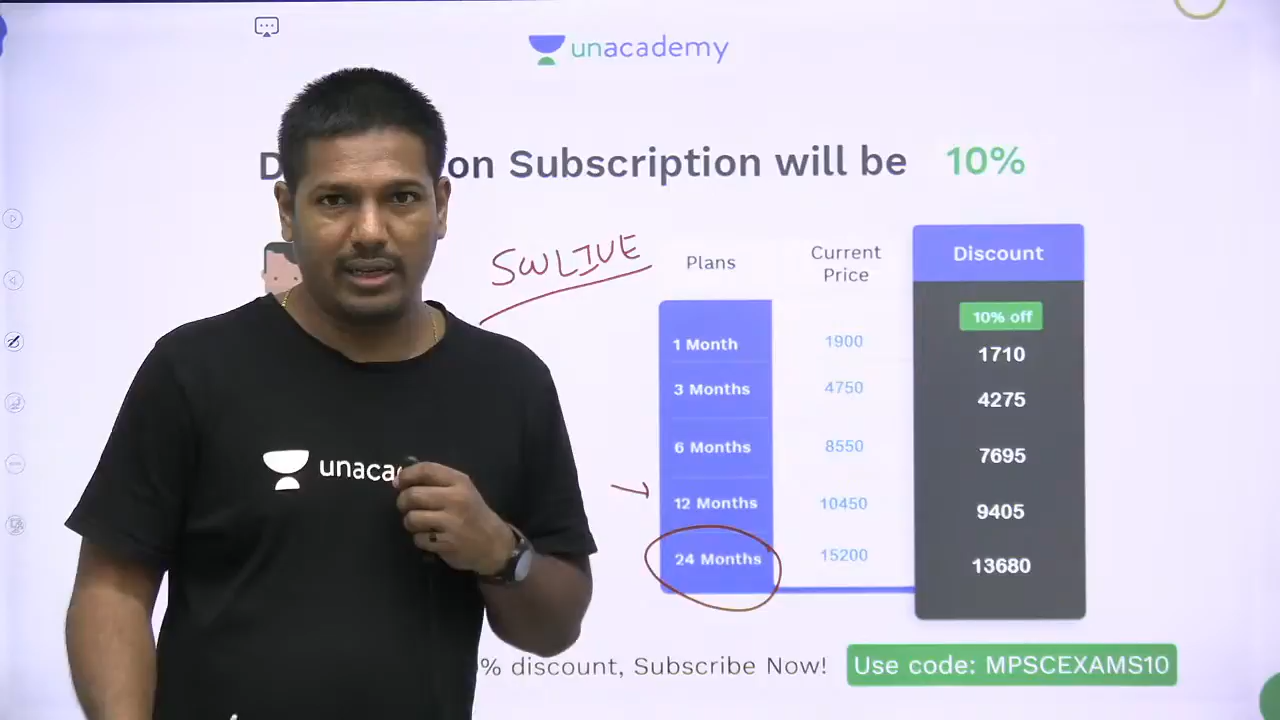 unacademy
on Subscription will be 10%
SWLIVE
Plans Current Price Discount
10% off
1 Month 1900 1710
3 Months 4750 4275
6 Months 8550 7695
12 Months 10450 9405
24 Months 15200 13680
unaca
% discount, Subscribe Now! Use code: MPSCEXAMS10